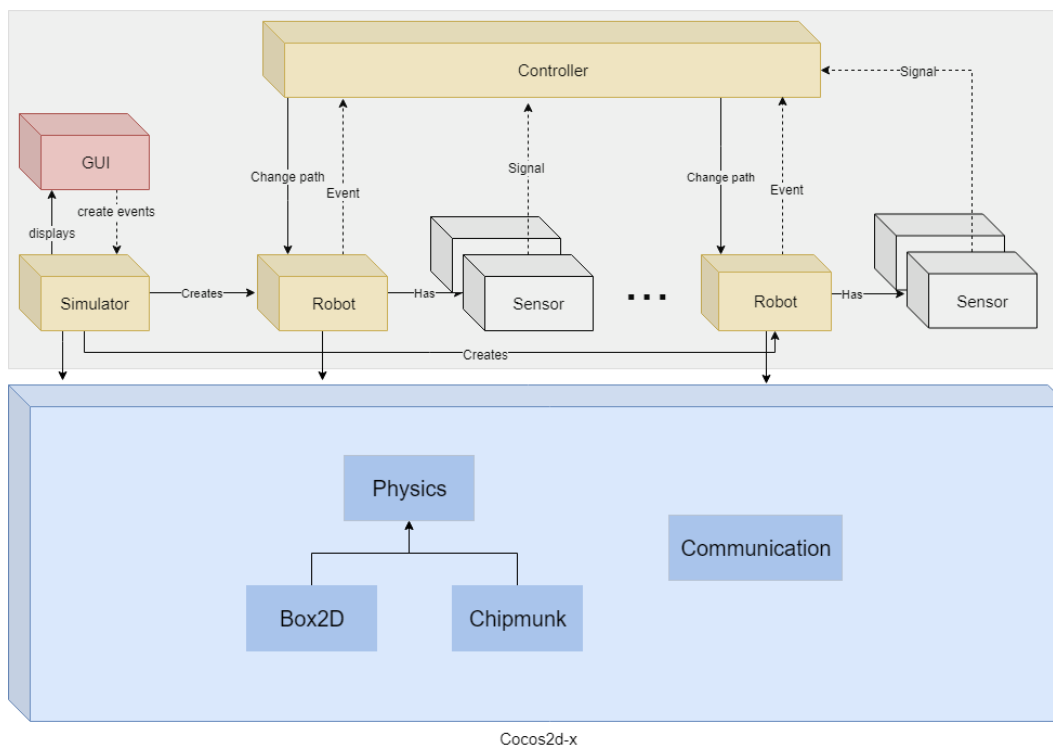 Controller
Signal
GUI
Change path
Event
Signal
Change path
Event
create events
displays
Simulator
Creates
Robot
Has
Sensor
...
Robot
Has
Sensor
Creates
Physics
Communication
Box2D
Chipmunk
Cocos2d-x